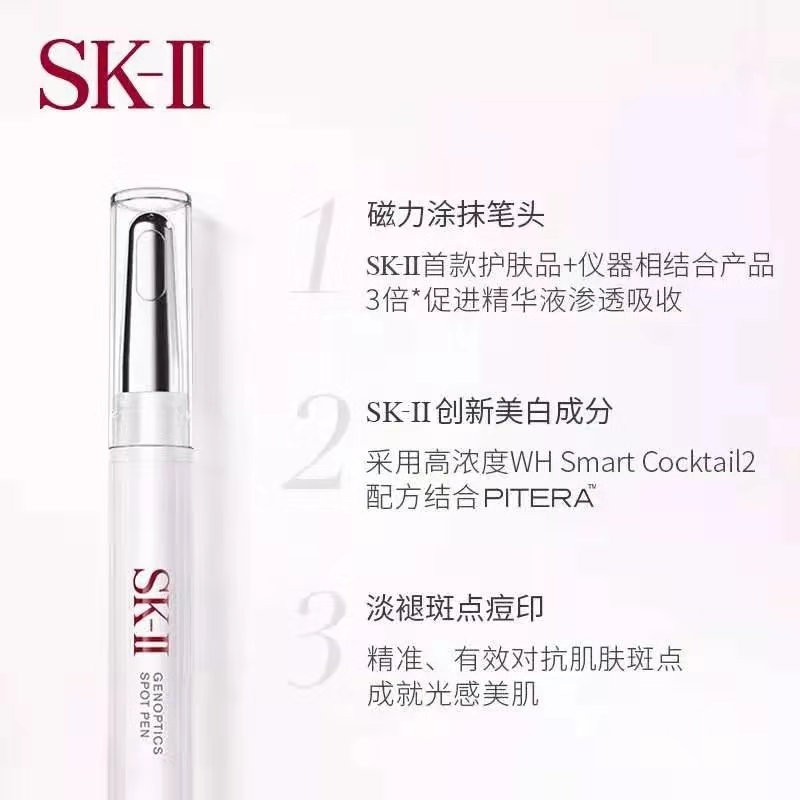 SK-II
1
磁力涂抹笔头
SK-II首款护肤品+仪器相结合产品
3倍*促进精华液渗透吸收
2
SK-II创新美白成分
采用高浓度WH Smart Cocktail2
配方结合PITERA™
3
淡褪斑点痘印
精准、有效对抗肌肤斑点
成就光感美肌
SK-II
GENOPTICS
SPOT PEN